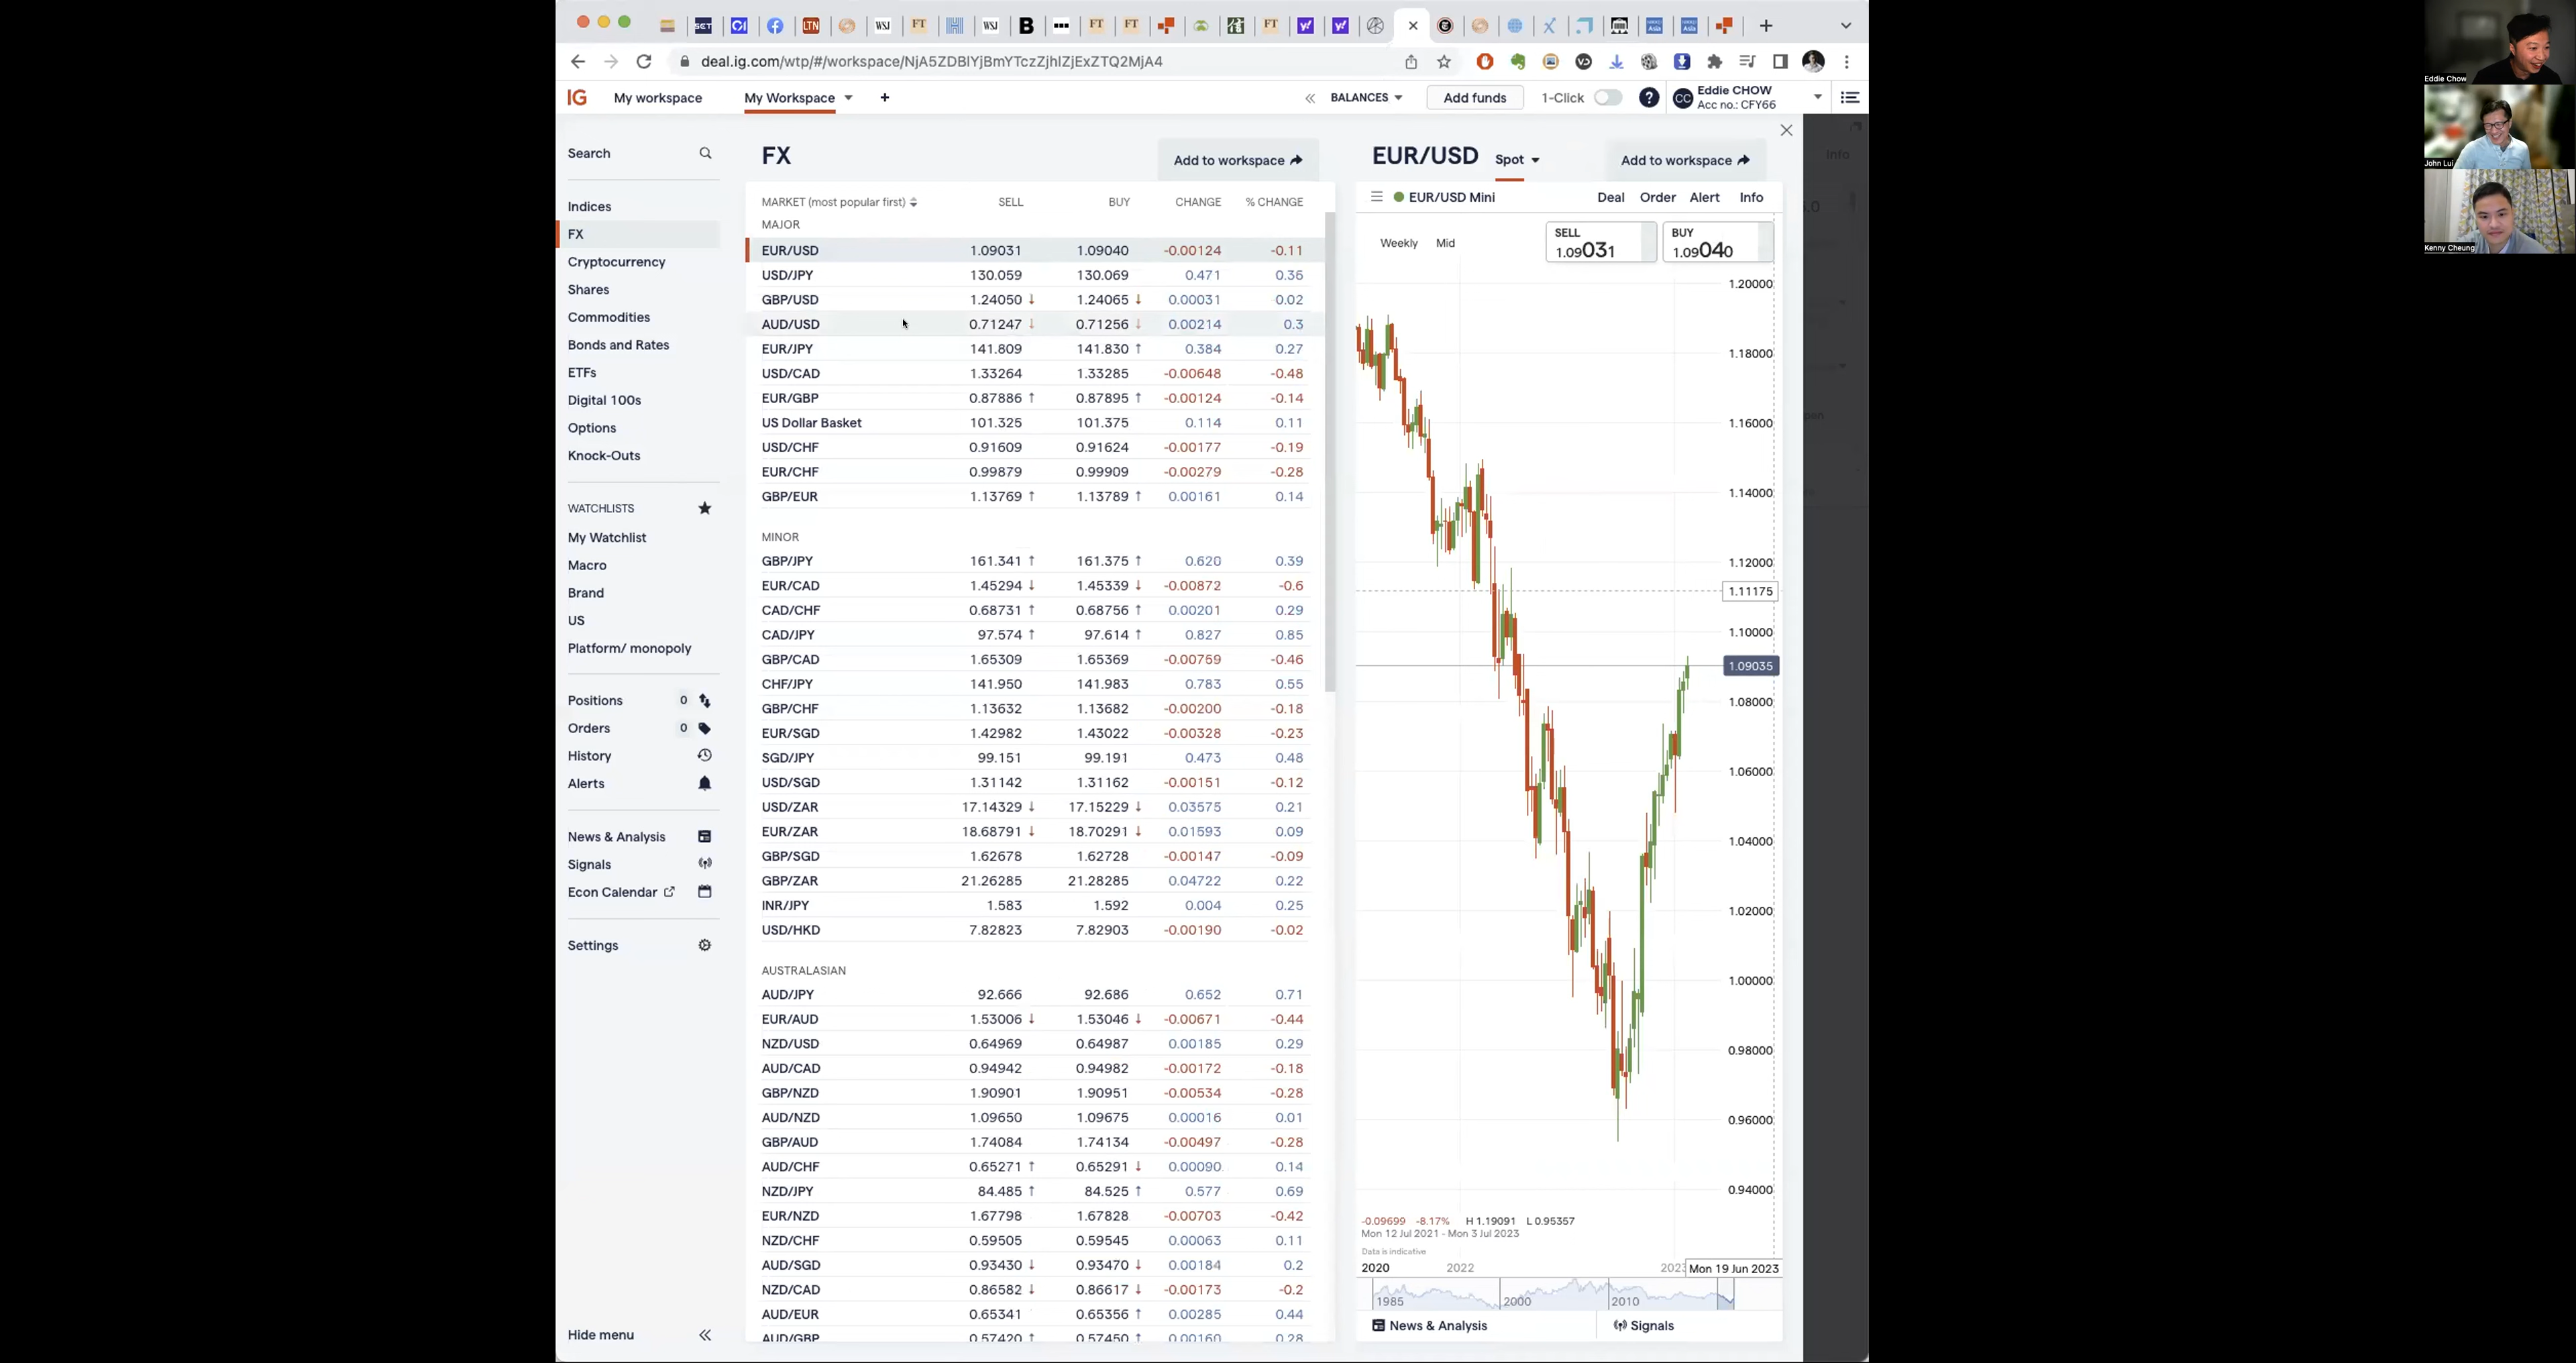 deal.ig.com/wtp/#/workspace/NjA5ZDBlYjBmYTczZjhlZjExZTQ2MjA4
IG My workspace My Workspace + BALANCES Add funds 1-Click ? CC Eddie CHOW
Acc no.: CFY66
Search
Indices
FX
Cryptocurrency
Shares
Commodities
Bonds and Rates
ETFs
Digital 100s
Options
Knock-Outs
WATCHLISTS
My Watchlist
Macro
Brand
US
Platform/ monopoly
Positions 0
Orders 0
History
Alerts
News & Analysis
Signals
Econ Calendar
Settings
Hide menu
FX Add to workspace
MARKET (most popular first) SELL BUY CHANGE % CHANGE
MAJOR
EUR/USD 1.09031 1.09040 -0.00124 -0.11
USD/JPY 130.059 130.069 0.471 0.36
GBP/USD 1.24050 ↓ 1.24065 ↓ 0.00031 0.02
AUD/USD 0.71247 ↓ 0.71256 ↓ 0.00214 0.3
EUR/JPY 141.809 141.830 ↑ 0.384 0.27
USD/CAD 1.33264 1.33285 -0.00648 -0.48
EUR/GBP 0.87886 ↑ 0.87895 ↑ -0.00124 -0.14
US Dollar Basket 101.325 101.375 0.114 0.11
USD/CHF 0.91609 0.91624 -0.00177 -0.19
EUR/CHF 0.99879 0.99909 -0.00279 -0.28
GBP/EUR 1.13769 ↑ 1.13789 ↑ 0.00161 0.14
MINOR
GBP/JPY 161.341 ↑ 161.375 ↑ 0.620 0.39
EUR/CAD 1.45294 ↓ 1.45339 ↓ -0.00872 -0.6
CAD/CHF 0.68731 ↑ 0.68756 ↑ 0.00201 0.29
CAD/JPY 97.574 ↑ 97.614 ↑ 0.827 0.85
GBP/CAD 1.65309 1.65369 -0.00759 -0.46
CHF/JPY 141.950 141.983 0.783 0.55
GBP/CHF 1.13632 1.13682 -0.00200 -0.18
EUR/SGD 1.42982 1.43022 -0.00328 -0.23
SGD/JPY 99.151 99.191 0.473 0.48
USD/SGD 1.31142 1.31162 -0.00151 -0.12
USD/ZAR 17.14329 ↓ 17.15229 ↓ 0.03575 0.21
EUR/ZAR 18.68791 ↓ 18.70291 ↓ 0.01593 0.09
GBP/SGD 1.62678 1.62728 -0.00147 -0.09
GBP/ZAR 21.26285 21.28285 0.04722 0.22
INR/JPY 1.583 1.592 0.004 0.25
USD/HKD 7.82823 7.82903 -0.00190 -0.02
AUSTRALASIAN
AUD/JPY 92.666 92.686 0.652 0.71
EUR/AUD 1.53006 ↓ 1.53046 ↓ -0.00671 -0.44
NZD/USD 0.64969 0.64987 0.00185 0.29
AUD/CAD 0.94942 0.94982 -0.00172 -0.18
GBP/NZD 1.90901 1.90951 -0.00534 -0.28
AUD/NZD 1.09650 1.09675 0.00016 0.01
GBP/AUD 1.74084 1.74134 -0.00497 -0.28
AUD/CHF 0.65271 ↑ 0.65291 ↓ 0.00090 0.14
NZD/JPY 84.485 ↑ 84.525 ↑ 0.577 0.69
EUR/NZD 1.67798 1.67828 -0.00703 -0.42
NZD/CHF 0.59505 0.59545 0.00063 0.11
AUD/SGD 0.93430 ↓ 0.93470 ↓ 0.00184 0.2
NZD/CAD 0.86582 ↓ 0.86617 ↓ -0.00173 -0.2
AUD/EUR 0.65341 0.65356 ↑ 0.00285 0.44
AUD/GBP 0.57420 ↑ 0.57450 ↑ 0.00160 0.28
EUR/USD Spot Add to workspace
EUR/USD Mini Deal Order Alert Info
Weekly Mid
SELL 1.09031
BUY 1.09040
1.20000
1.18000
1.16000
1.14000
1.12000
1.11175
1.10000
1.09035
1.08000
1.06000
1.04000
1.02000
1.00000
0.98000
0.96000
0.94000
-0.09699 -8.17% H 1.19091 L 0.95357
Mon 12 Jul 2021 - Mon 3 Jul 2023
Data is indicative
2020 2022 2023 Mon 19 Jun 2023
1985 2000 2010
News & Analysis Signals
Info
Eddie Chow
John Lui
Kenny Cheung